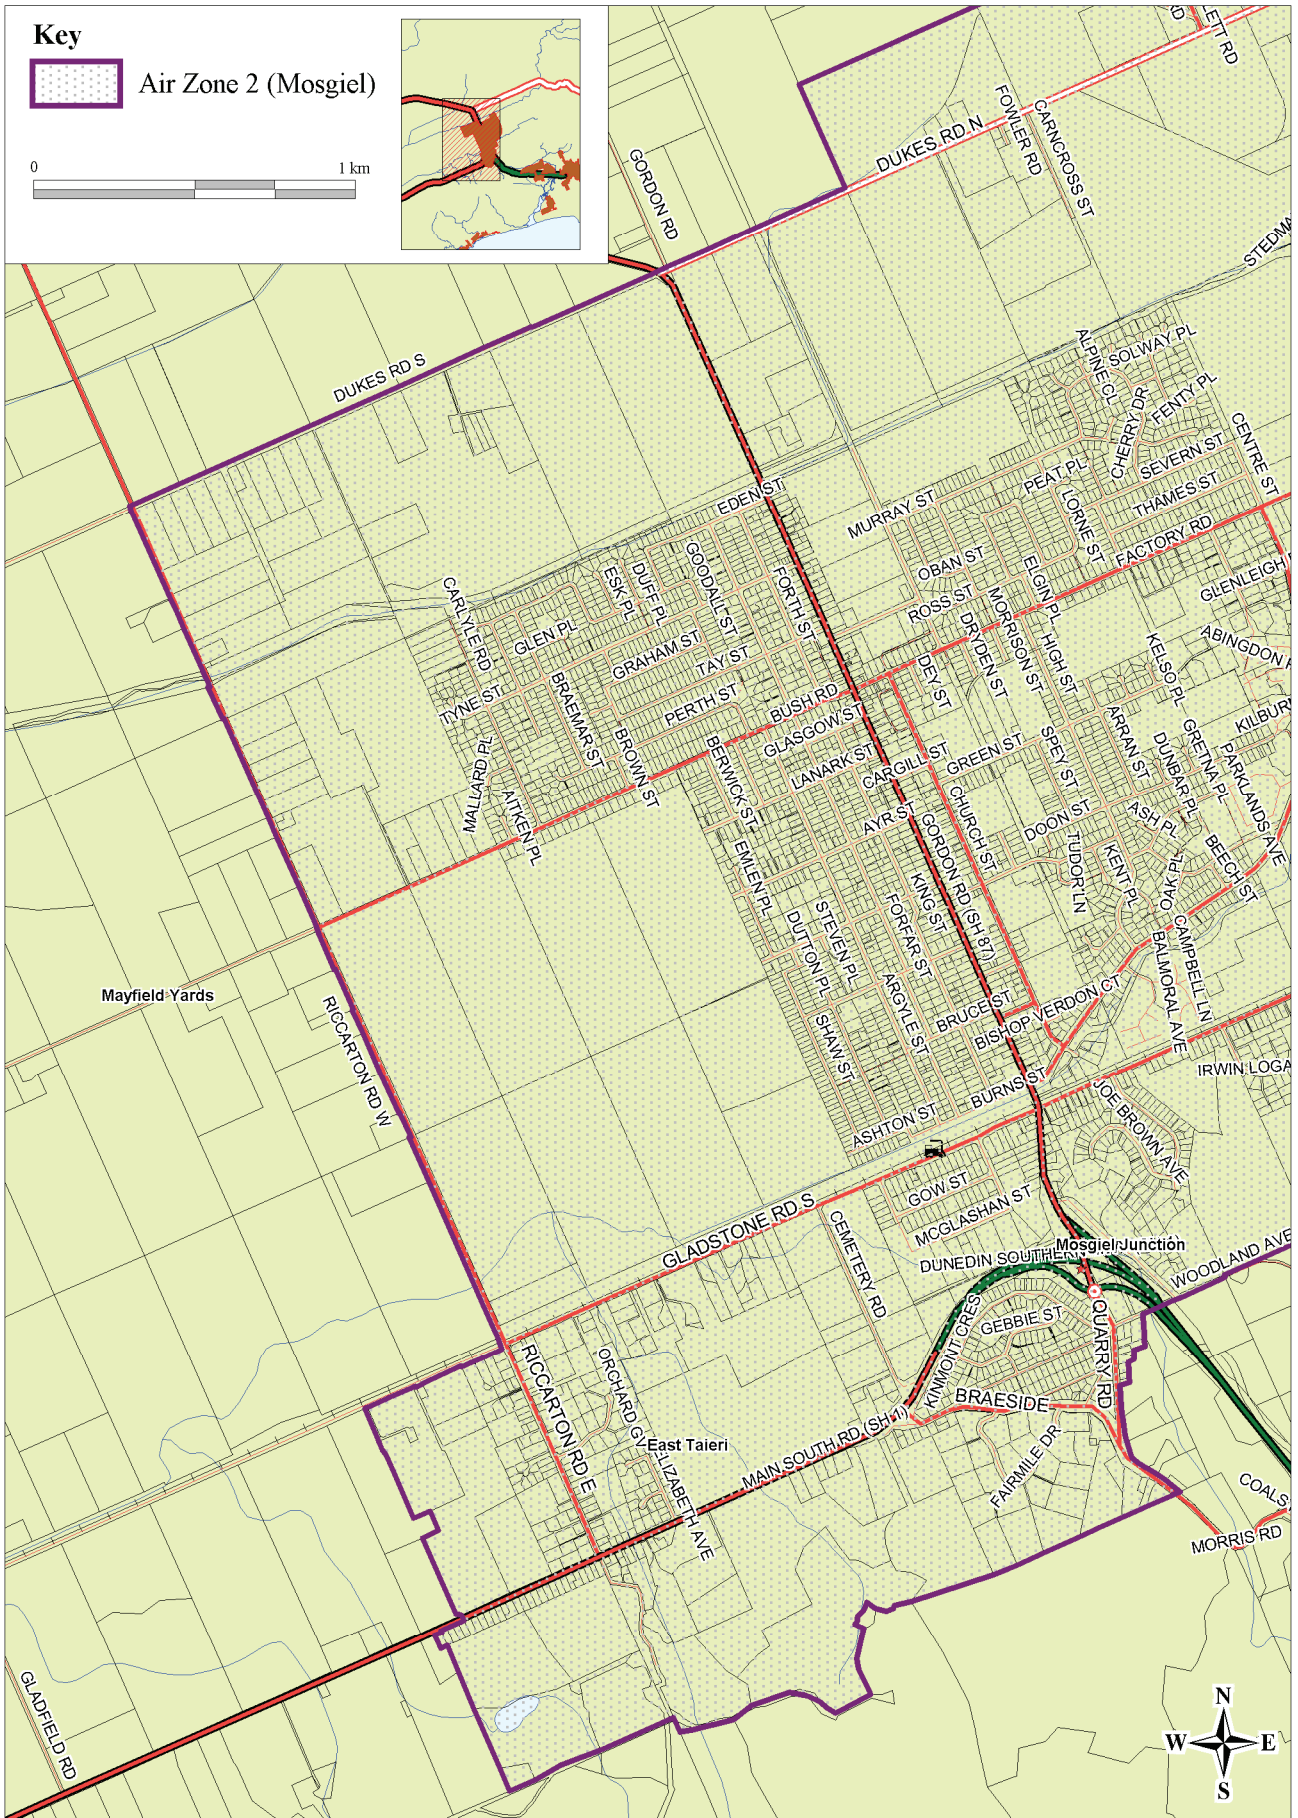 Key
Air Zone 2 (Mosgiel)
0
1 km
GORDON RD
DUKES RD N
FOWLER RD
CARNCROSS ST
DUKES RD S
ALPINE CL
SOLWAY PL
CHERRY DR
FENTY PL
CENTRE ST
SEVERN ST
PEAT PL
THAMES ST
LORNE ST
MURRAY ST
EDEN ST
FACTORY RD
OBAN ST
ELGIN PL
GLENLEIGH
ROSS ST
MORRISON ST
DRYDEN ST
HIGH ST
KELSO PL
ABINGDON
CARLYLE RD
GLEN PL
ESK PL
DUFF PL
GOODALL ST
FORTH ST
GRAHAM ST
TAY ST
PERTH ST
BUSH RD
TYNE ST
BRAEMAR ST
BROWN ST
MALLARD PL
AITKEN PL
DEY ST
GLASGOW ST
LANARK ST
CARGILL ST
GREEN ST
SPEY ST
ARRAN ST
DUNBAR PL
GRETNA PL
PARKLANDS AVE
BERWICK ST
AYR ST
CHURCH ST
GORDON RD (SH 87)
DOON ST
ASH PL
BEECH ST
EMLEN PL
KING ST
TUDOR LN
KENT PL
OAK PL
DUTTON PL
STEVEN PL
FORFAR ST
CAMPBELL LN
BALMORAL AVE
Mayfield Yards
RICCARTON RD W
SHAW ST
ARGYLE ST
BRUCE ST
BISHOP VERDON CT
BURNS ST
ASHTON ST
IRWIN LOGA
JOE BROWN AVE
GOW ST
MCGLASHAN ST
GLADSTONE RD S
CEMETERY RD
DUNEDIN SOUTHERN
Mosgiel Junction
WOODLAND AVE
KINMONT CRES
GEBBIE ST
QUARRY RD
RICCARTON RD E
ORCHARD GV
ELIZABETH AVE
East Taieri
MAIN SOUTH RD (SH 1)
BRAESIDE
FAIRMILE DR
COALS
MORRIS RD
GLADFIELD RD
N
W
E
S